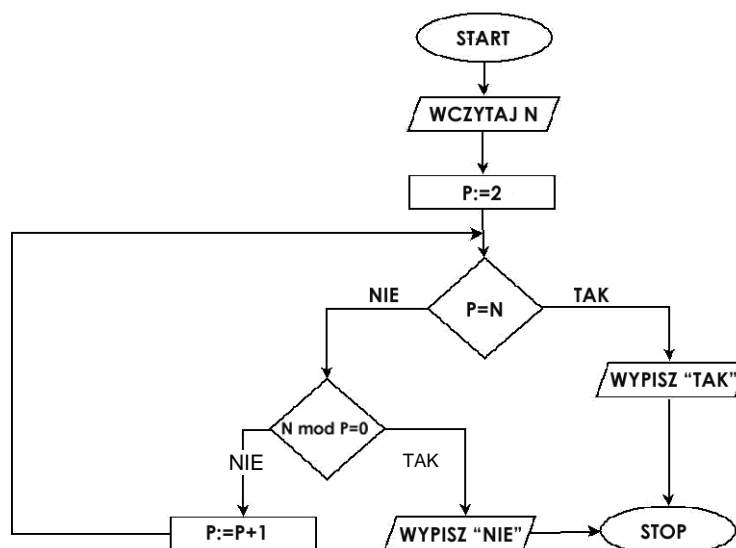 START
WCZYTAJ N
P:=2
NIE
P=N
TAK
WYPISZ “TAK”
N mod P=0
NIE
TAK
P:=P+1
WYPISZ “NIE”
STOP